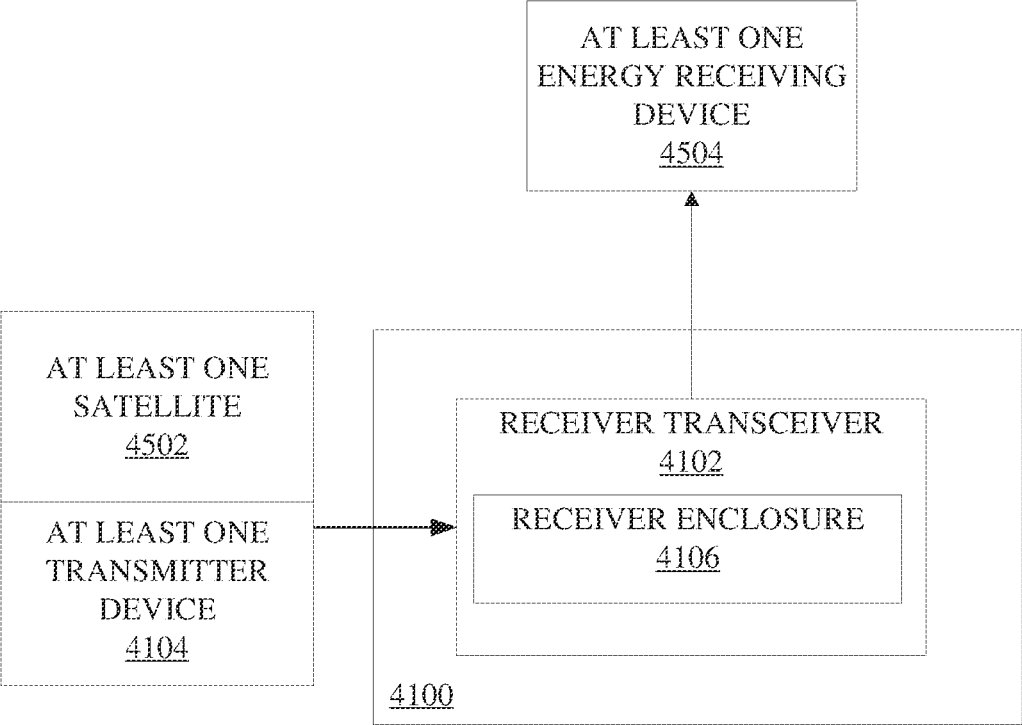 AT LEAST ONE
ENERGY RECEIVING
DEVICE
4504
AT LEAST ONE
SATELLITE
4502
AT LEAST ONE
TRANSMITTER
DEVICE
4104
RECEIVER TRANSCEIVER
4102
RECEIVER ENCLOSURE
4106
4100